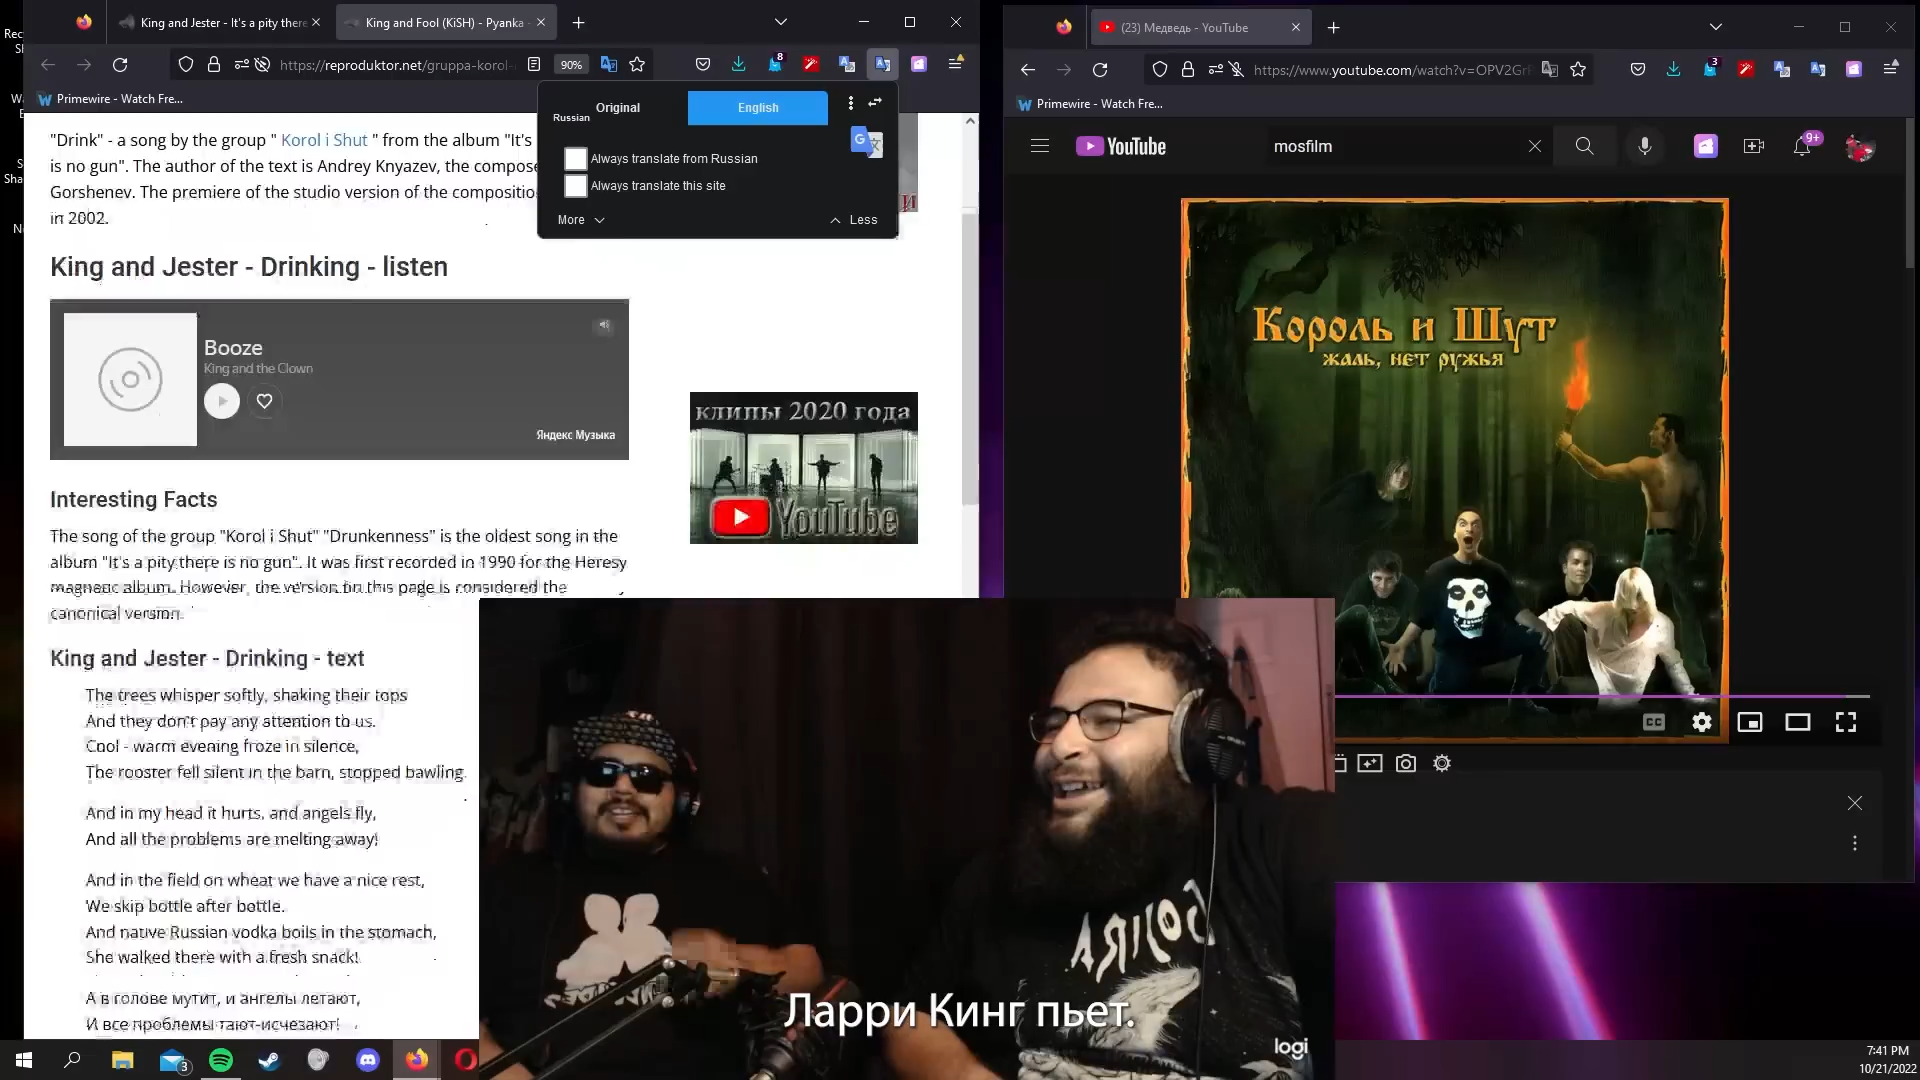 Rec
King and Jester - It's a pity there
King and Fool (KiSH) - Pyanka -
https://reproduktor.net/gruppa-korol-
90%
8
Primewire - Watch Fre...
Original
Russian
English
Always translate from Russian
Always translate this site
More
Less
"Drink" - a song by the group " Korol i Shut " from the album "It's
is no gun". The author of the text is Andrey Knyazev, the compose
Gorshenev. The premiere of the studio version of the compositio
in 2002.
King and Jester - Drinking - listen
Booze
King and the Clown
Яндекс Музыка
клипы 2020 года
YouTube
Interesting Facts
The song of the group "Korol i Shut" "Drunkenness" is the oldest song in the
album "It's a pity there is no gun". It was first recorded in 1990 for the Heresy
magnetic album. However, the version on this page is considered the
canonical version.
King and Jester - Drinking - text
The trees whisper softly, shaking their tops
And they don't pay any attention to us.
Cool - warm evening froze in silence,
The rooster fell silent in the barn, stopped bawling.
And in my head it hurts, and angels fly,
And all the problems are melting away!
And in the field on wheat we have a nice rest,
We skip bottle after bottle.
And native Russian vodka boils in the stomach,
She walked there with a fresh snack!
А в голове мутит, и ангелы летают,
И все проблемы тают-исчезают!
(23) Медведь - YouTube
https://www.youtube.com/watch?v=OPV2Gr
3
Primewire - Watch Fre...
YouTube
mosfilm
9+
Король и Шут
жаль, нет ружья
CC
GOJIRA
Ларри Кинг пьет.
logi
3
7:41 PM
10/21/2022